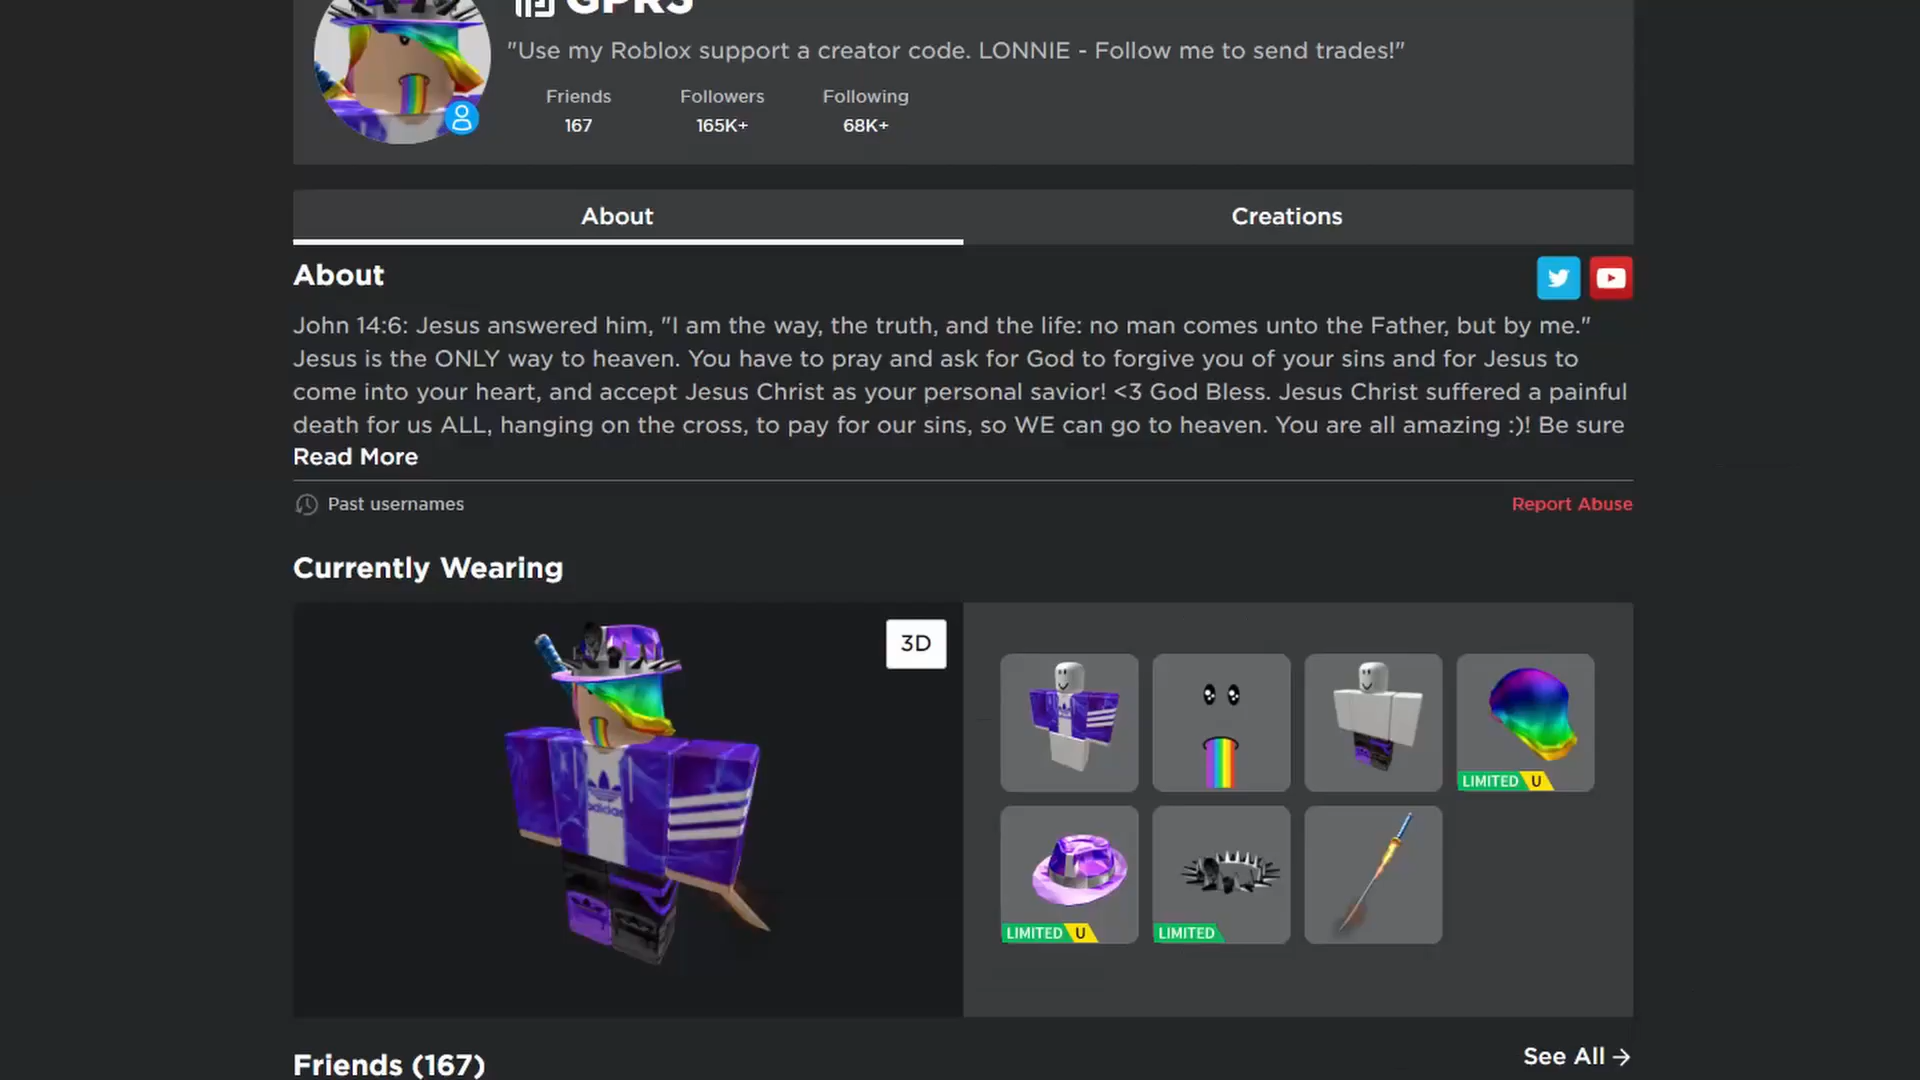 GPR3
"Use my Roblox support a creator code. LONNIE - Follow me to send trades!"
Friends Followers Following
167 165K+ 68K+
About Creations
About
John 14:6: Jesus answered him, "I am the way, the truth, and the life: no man comes unto the Father, but by me."
Jesus is the ONLY way to heaven. You have to pray and ask for God to forgive you of your sins and for Jesus to
come into your heart, and accept Jesus Christ as your personal savior! <3 God Bless. Jesus Christ suffered a painful
death for us ALL, hanging on the cross, to pay for our sins, so WE can go to heaven. You are all amazing :)! Be sure
Read More
Past usernames Report Abuse
Currently Wearing
3D
adidas
LIMITED U
LIMITED U LIMITED
Friends (167) See All